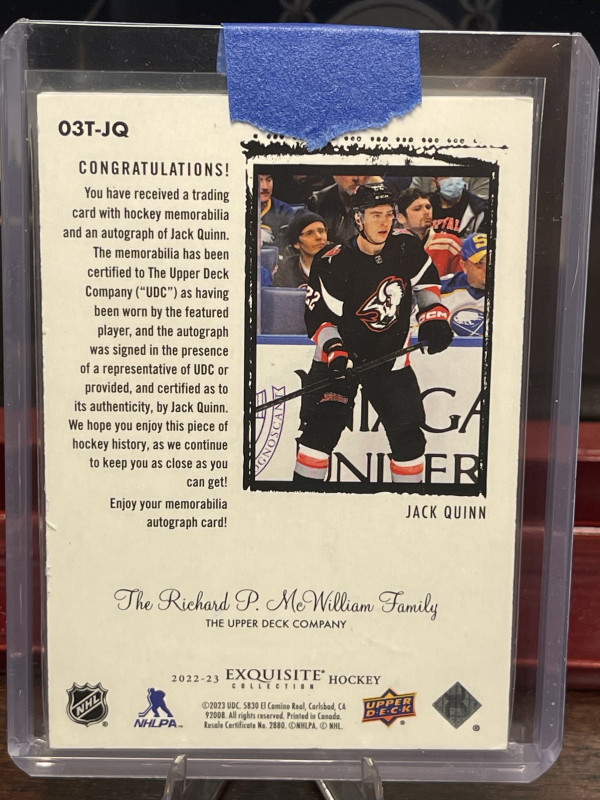 03T-JQ
CONGRATULATIONS!
You have received a trading
card with hockey memorabilia
and an autograph of Jack Quinn.
The memorabilia has been
certified to The Upper Deck
Company (“UDC”) as having
been worn by the featured
player, and the autograph
was signed in the presence
of a representative of UDC or
provided, and certified as to
its authenticity, by Jack Quinn.
We hope you enjoy this piece of
hockey history, as we continue
to keep you as close as you
can get!
Enjoy your memorabilia
autograph card!
22
CCM
JACK QUINN
The Richard P. McWilliam Family
THE UPPER DECK COMPANY
2022-23 EXQUISITE® HOCKEY
COLLECTION
NHL
NHLPA
©2023 UDC. 5830 El Camino Real, Carlsbad, CA
92008. All rights reserved. Printed in Canada.
Resale Certificate No. 2880. ©NHLPA. © NHL.
UPPER
DECK
®